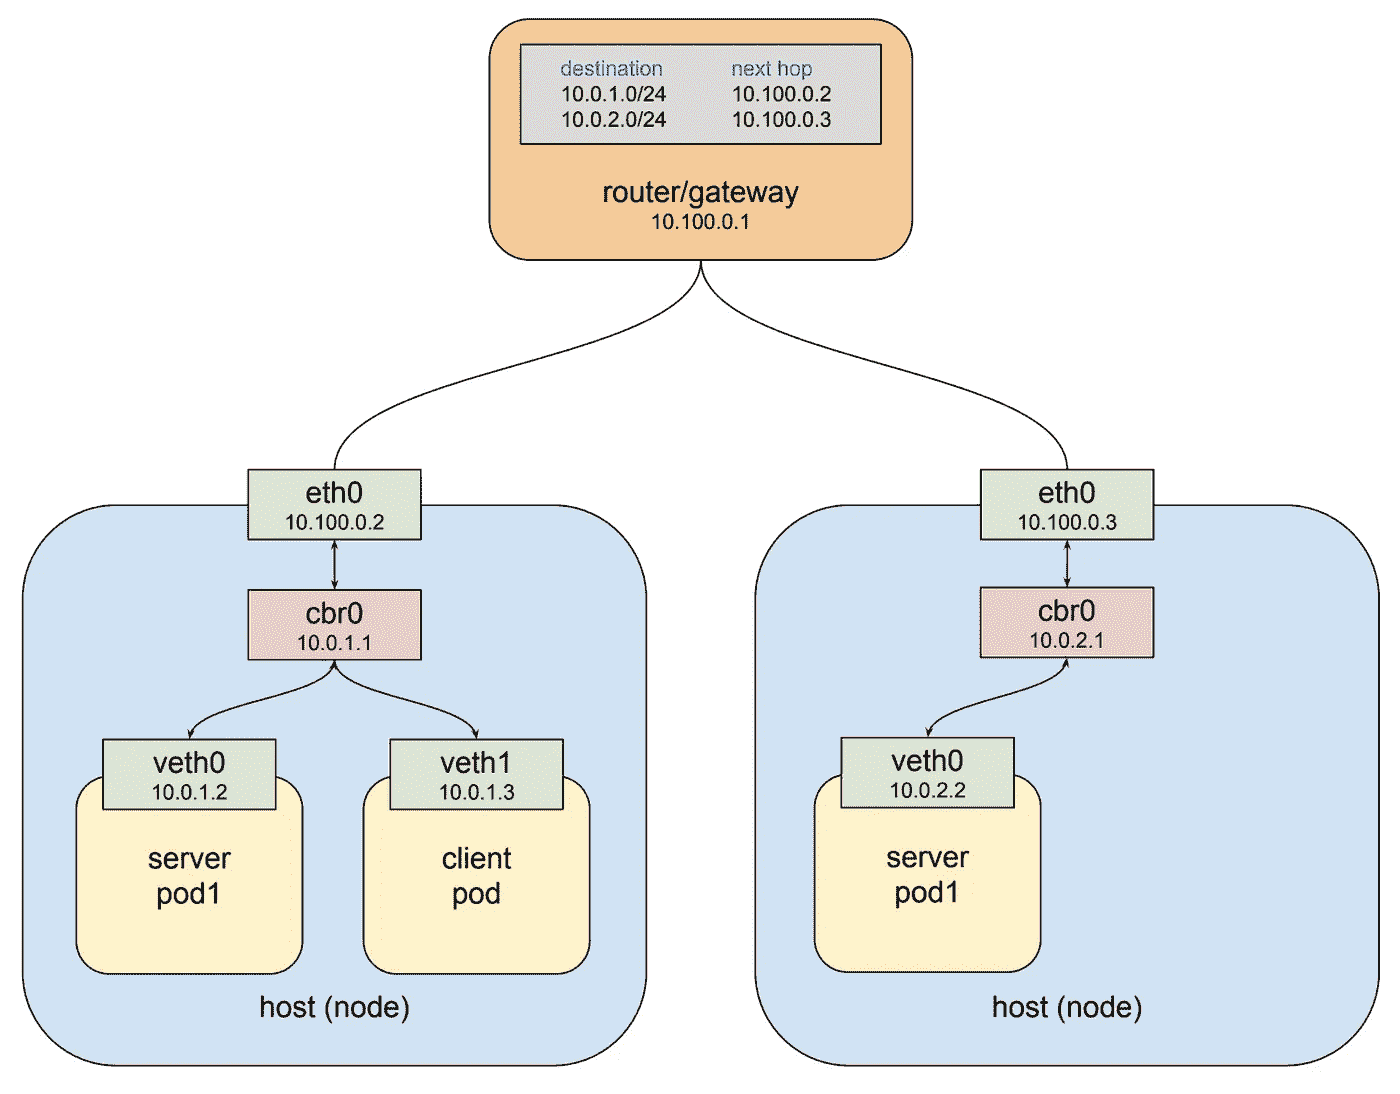 destination next hop
10.0.1.0/24 10.100.0.2
10.0.2.0/24 10.100.0.3
router/gateway
10.100.0.1
eth0
10.100.0.2
cbr0
10.0.1.1
veth0
10.0.1.2
server
pod1
veth1
10.0.1.3
client
pod
host (node)
eth0
10.100.0.3
cbr0
10.0.2.1
veth0
10.0.2.2
server
pod1
host (node)